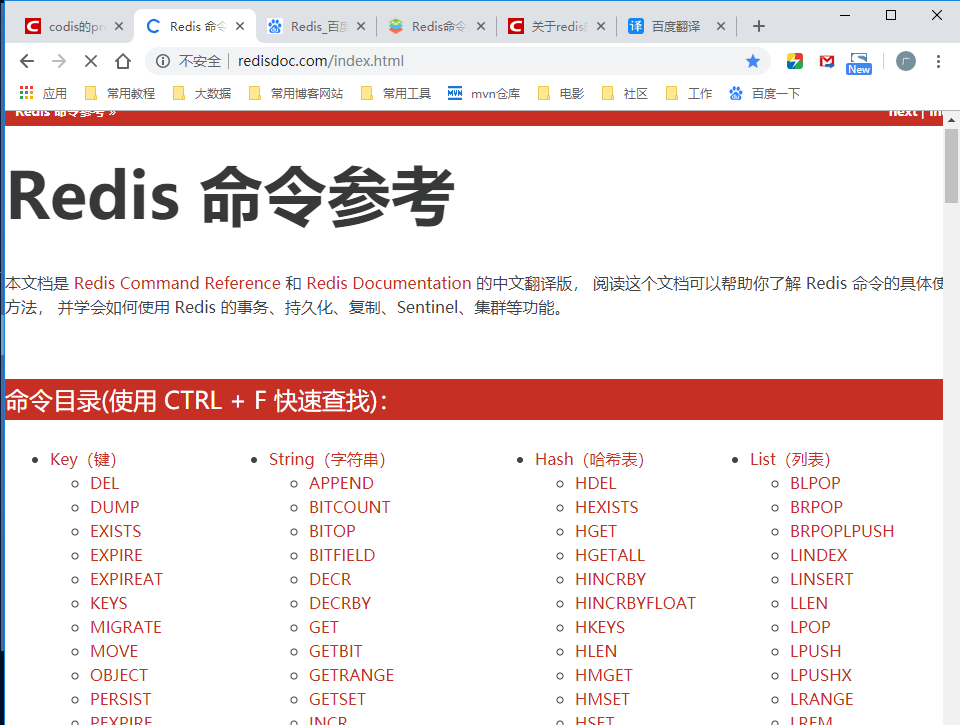 codis的pr
Redis 命令
Redis_百度
Redis命令
关于redis
百度翻译
不安全 redisdoc.com/index.html
New
应用 常用教程 大数据 常用博客网站 常用工具 mvn仓库 电影 社区 工作 百度一下
Redis 命令参考 » next |
Redis 命令参考
本文档是 Redis Command Reference 和 Redis Documentation 的中文翻译版， 阅读这个文档可以帮助你了解 Redis 命令的具体使
方法， 并学会如何使用 Redis 的事务、持久化、复制、Sentinel、集群等功能。
命令目录(使用 CTRL + F 快速查找)：
Key（键）
DEL
DUMP
EXISTS
EXPIRE
EXPIREAT
KEYS
MIGRATE
MOVE
OBJECT
PERSIST
PEXPIRE
String（字符串）
APPEND
BITCOUNT
BITOP
BITFIELD
DECR
DECRBY
GET
GETBIT
GETRANGE
GETSET
INCR
Hash（哈希表）
HDEL
HEXISTS
HGET
HGETALL
HINCRBY
HINCRBYFLOAT
HKEYS
HLEN
HMGET
HMSET
HSET
List（列表）
BLPOP
BRPOP
BRPOPLPUSH
LINDEX
LINSERT
LLEN
LPOP
LPUSH
LPUSHX
LRANGE
LREM